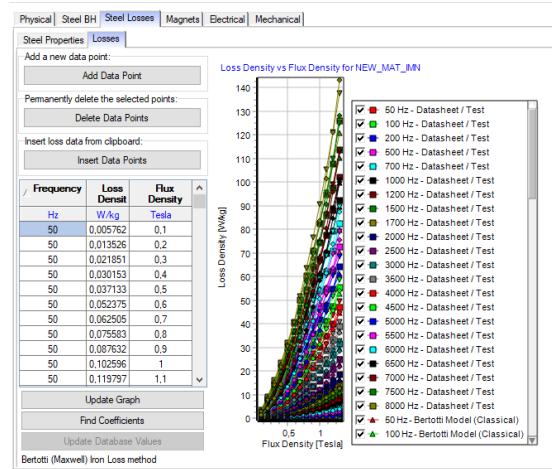 Physical Steel BH Steel Losses Magnets Electrical Mechanical
Steel Properties Losses
Add a new data point:
Add Data Point
Permanently delete the selected points:
Delete Data Points
Insert loss data from clipboard:
Insert Data Points
Frequency Loss Densit Flux Density
Hz W/kg Tesla
50 0,005762 0,1
50 0,013526 0,2
50 0,021851 0,3
50 0,030153 0,4
50 0,037133 0,5
50 0,052375 0,6
50 0,062505 0,7
50 0,075583 0,8
50 0,087632 0,9
50 0,102596 1
50 0,119797 1,1
Update Graph
Find Coefficients
Update Database Values
Bertotti (Maxwell) Iron Loss method
Loss Density vs Flux Density for NEW_MAT_IMN
Loss Density [W/kg]
140
130
120
110
100
90
80
70
60
50
40
30
20
10
0
0,5 1
Flux Density [Tesla]
50 Hz - Datasheet / Test
100 Hz - Datasheet / Test
200 Hz - Datasheet / Test
500 Hz - Datasheet / Test
700 Hz - Datasheet / Test
1000 Hz - Datasheet / Test
1200 Hz - Datasheet / Test
1500 Hz - Datasheet / Test
1700 Hz - Datasheet / Test
2000 Hz - Datasheet / Test
2500 Hz - Datasheet / Test
3000 Hz - Datasheet / Test
3500 Hz - Datasheet / Test
4000 Hz - Datasheet / Test
4500 Hz - Datasheet / Test
5000 Hz - Datasheet / Test
5500 Hz - Datasheet / Test
6000 Hz - Datasheet / Test
6500 Hz - Datasheet / Test
7000 Hz - Datasheet / Test
7500 Hz - Datasheet / Test
8000 Hz - Datasheet / Test
50 Hz - Bertotti Model (Classical)
100 Hz - Bertotti Model (Classical)